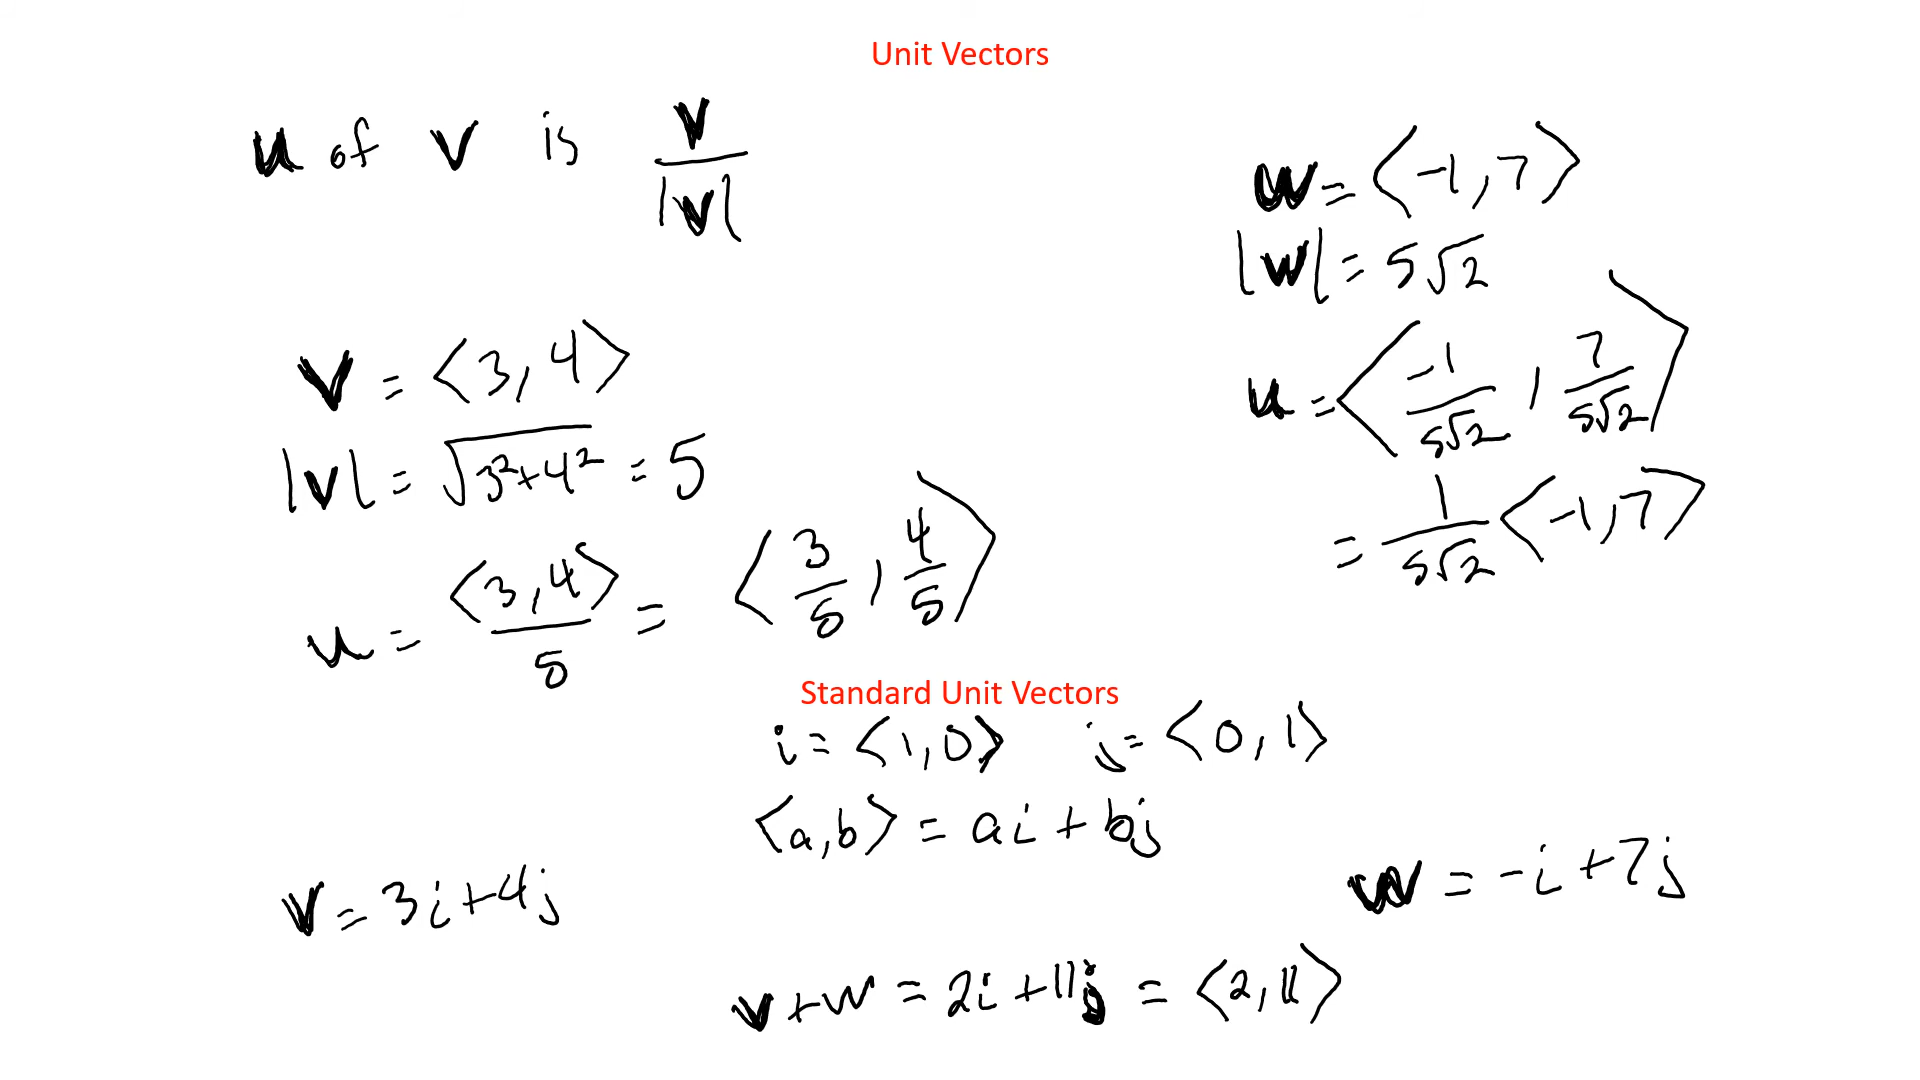 Unit Vectors
u of v is v/|v|
v = <3, 4>
|v| = √(3²+4²) = 5
u = <3, 4>/5 = <3/5, 4/5>
w = <-1, 7>
|w| = 5√2
u = <-1/5√2, 7/5√2>
= 1/5√2 <-1, 7>
Standard Unit Vectors
i = <1, 0> j = <0, 1>
<a, b> = ai + bj
v = 3i + 4j
w = -i + 7j
v + w = 2i + 11j = <2, 11>